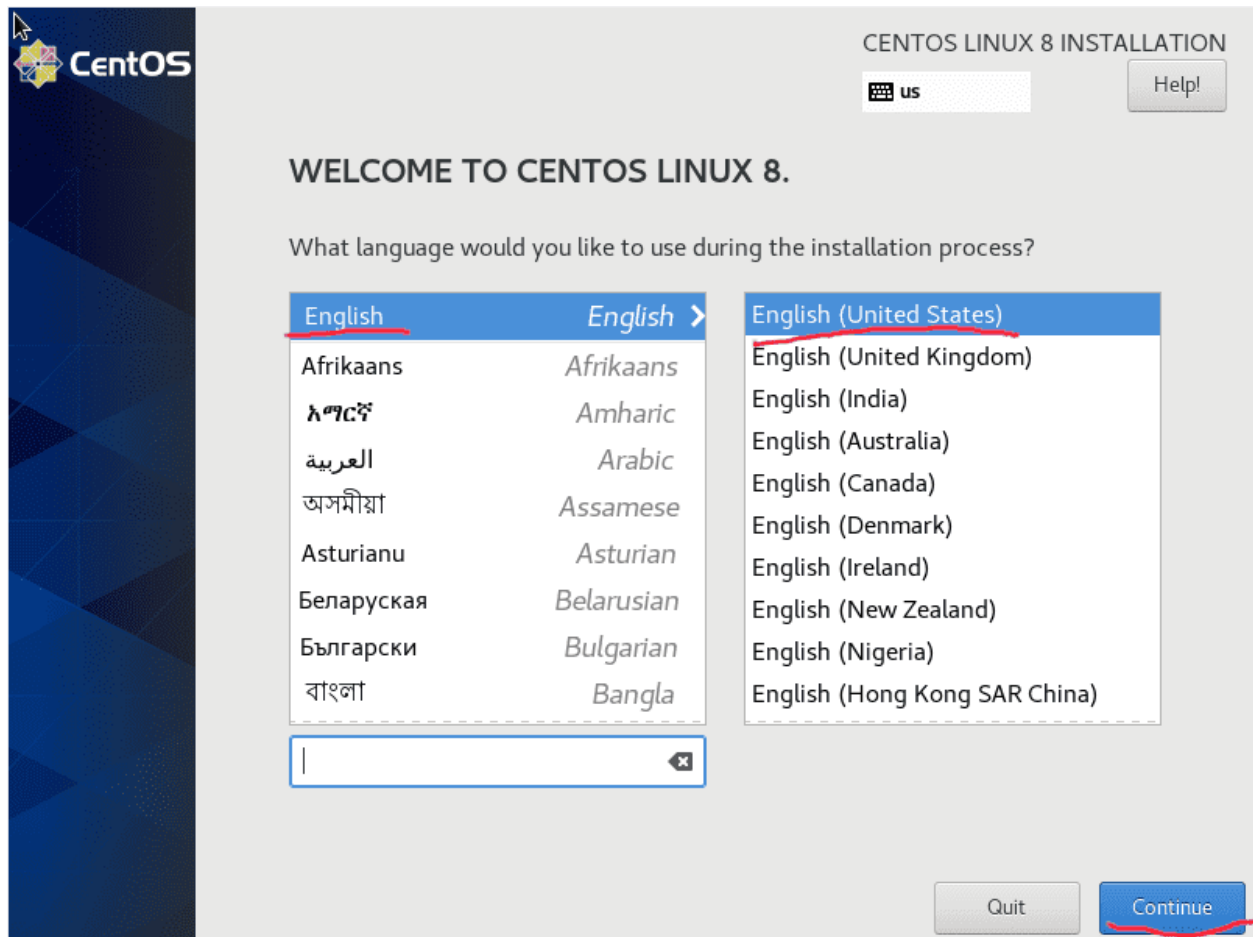 CentOS
CENTOS LINUX 8 INSTALLATION
us
Help!
WELCOME TO CENTOS LINUX 8.
What language would you like to use during the installation process?
English English
Afrikaans Afrikaans
አማርኛ Amharic
العربية Arabic
অসমীয়া Assamese
Asturianu Asturian
Беларуская Belarusian
Български Bulgarian
বাংলা Bangla
English (United States)
English (United Kingdom)
English (India)
English (Australia)
English (Canada)
English (Denmark)
English (Ireland)
English (New Zealand)
English (Nigeria)
English (Hong Kong SAR China)
Quit Continue